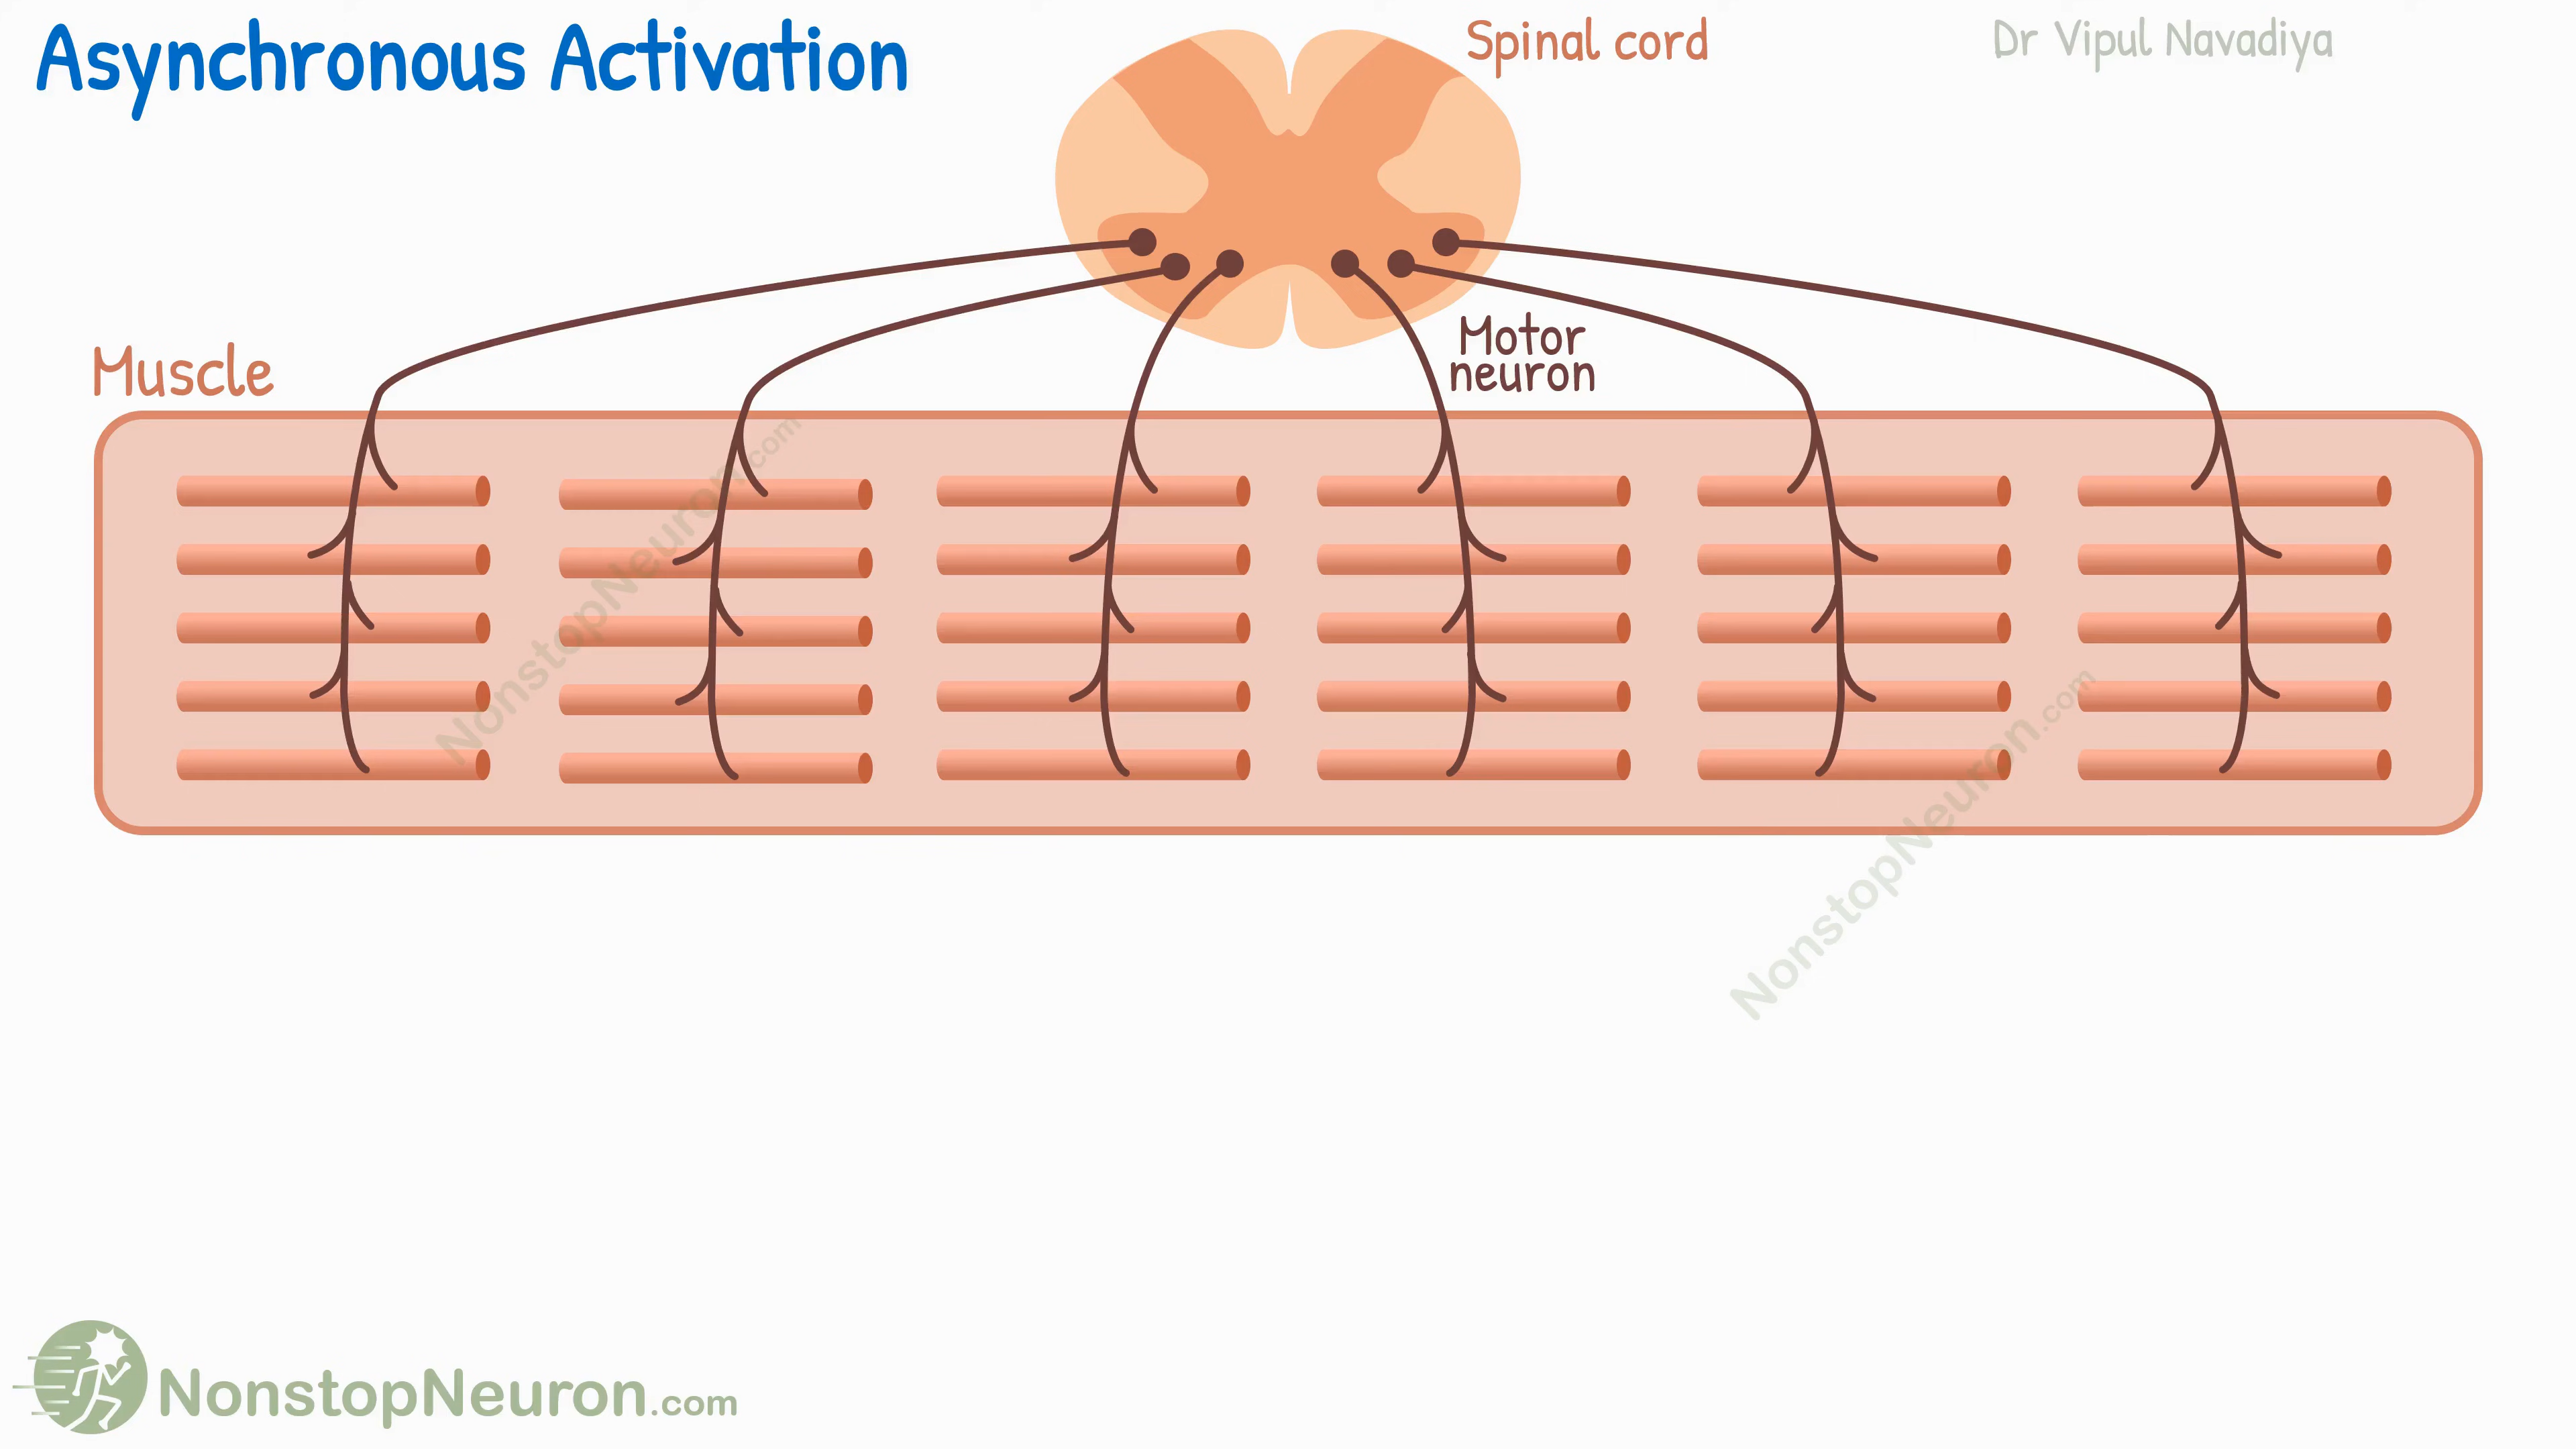 Asynchronous Activation
Spinal cord
Dr Vipul Navadiya
Motor
neuron
Muscle
NonstopNeuron.com
NonstopNeuron.com
NonstopNeuron.com